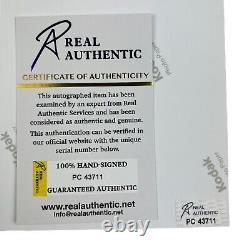 REAL
AUTHENTIC
CERTIFICATE OF AUTHENTICITY
This autographed item has been
examined by an expert from Real
Authentic Services and has been
considered as authentic and genuine.
This authentication can be verified in
our official website with the unique
serial number below.
100% HAND-SIGNED
PC 43711
GUARANTEED AUTHENTIC
www.realauthentic.net
info@realauthentic.net
Kodak
Kodak
REAL
AUTHENTIC
PC 43711